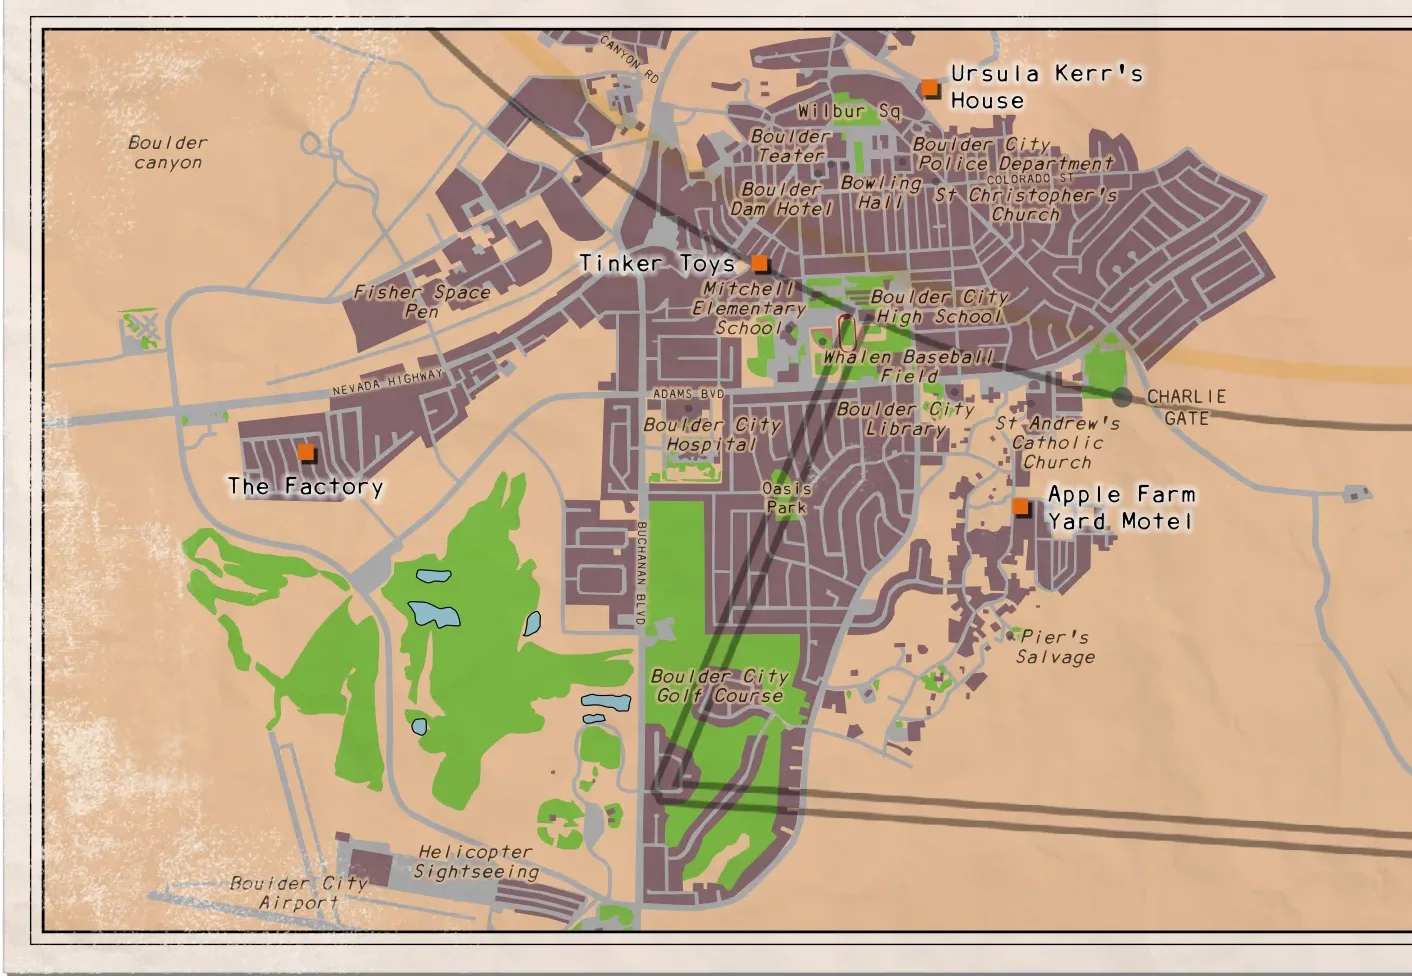 CANYON RD
Ursula Kerr's
House
Wilbur Sq
Boulder
canyon
Boulder
Teater
Boulder City
Police Department
COLORADO ST
Boulder
Dam Hotel
Bowling
Hall
St Christopher's
Church
Tinker Toys
Mitchell
Elementary
School
Fisher Space
Pen
Boulder City
High School
Whalen Baseball
Field
NEVADA HIGHWAY
ADAMS BVD
CHARLIE
GATE
Boulder City
Hospital
Boulder City
Library
St Andrew's
Catholic
Church
The Factory
Oasis
Park
Apple Farm
Yard Motel
BUCHANAN BLVD
Pier's
Salvage
Boulder City
Golf Course
Helicopter
Sightseeing
Boulder City
Airport